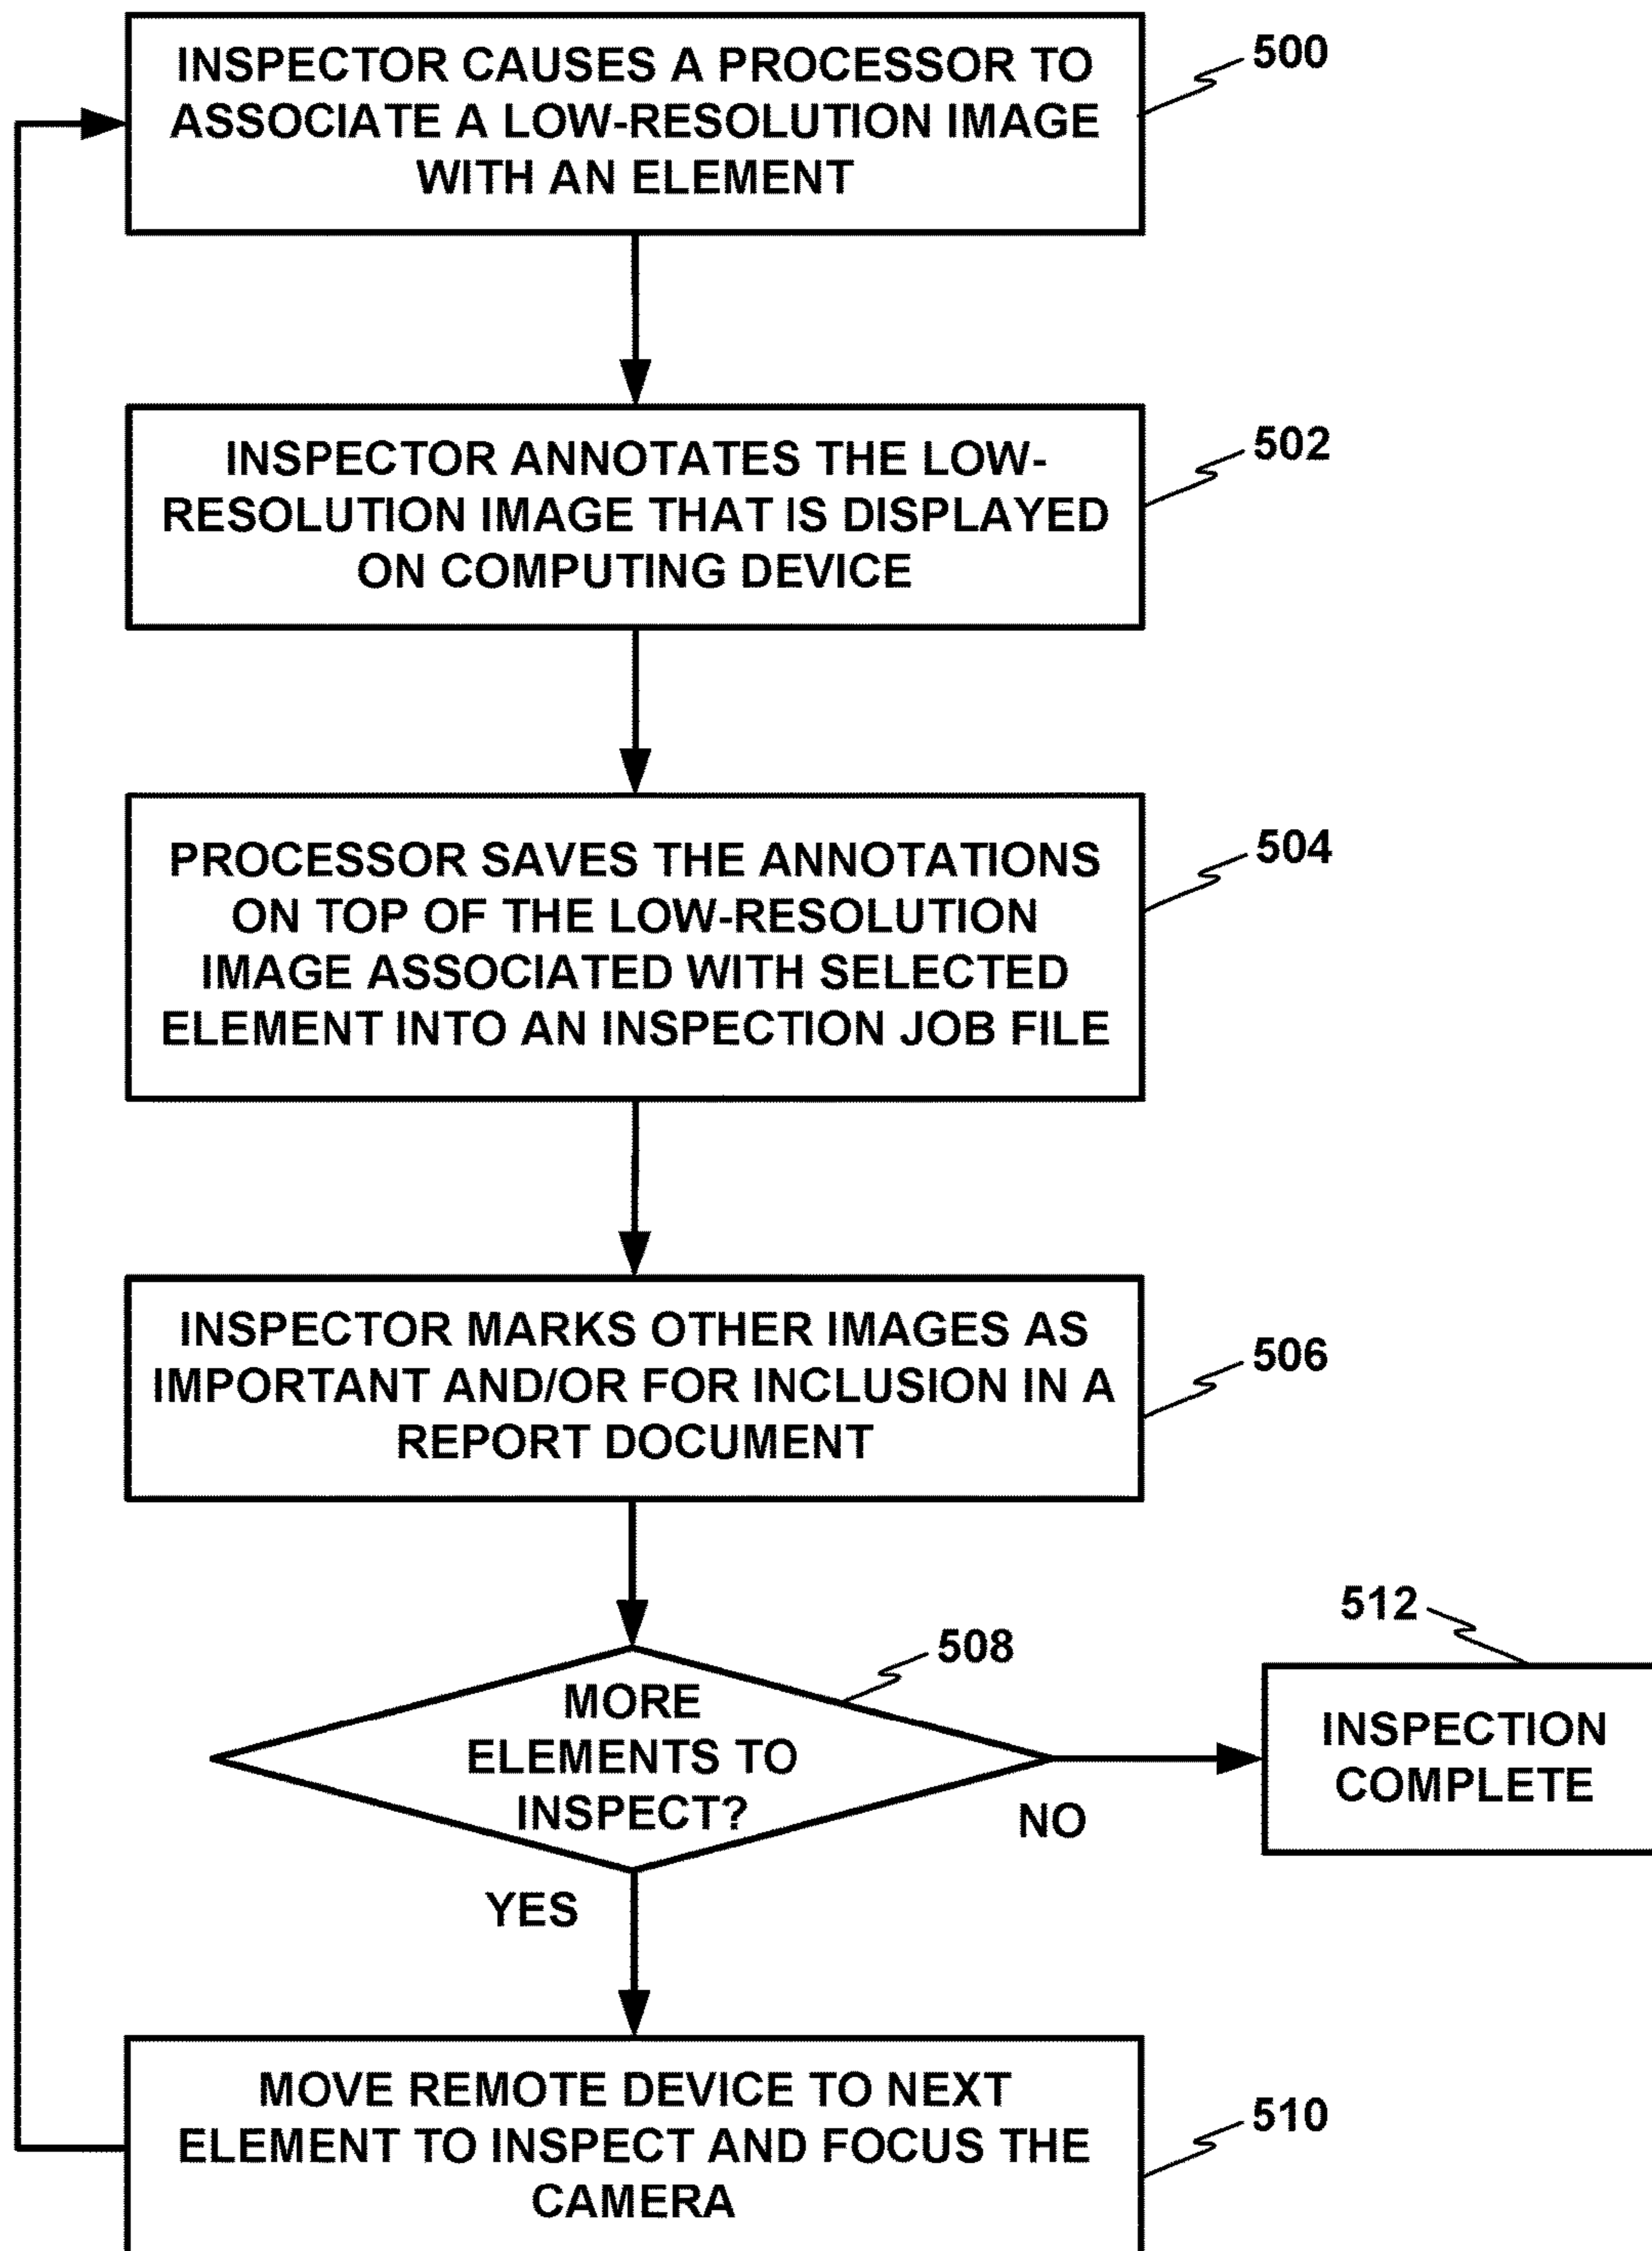 INSPECTOR CAUSES A PROCESSOR TO
ASSOCIATE A LOW-RESOLUTION IMAGE
WITH AN ELEMENT
500
INSPECTOR ANNOTATES THE LOW-
RESOLUTION IMAGE THAT IS DISPLAYED
ON COMPUTING DEVICE
502
PROCESSOR SAVES THE ANNOTATIONS
ON TOP OF THE LOW-RESOLUTION
IMAGE ASSOCIATED WITH SELECTED
ELEMENT INTO AN INSPECTION JOB FILE
504
INSPECTOR MARKS OTHER IMAGES AS
IMPORTANT AND/OR FOR INCLUSION IN A
REPORT DOCUMENT
506
MORE
ELEMENTS TO
INSPECT?
508
NO
512
INSPECTION
COMPLETE
YES
MOVE REMOTE DEVICE TO NEXT
ELEMENT TO INSPECT AND FOCUS THE
CAMERA
510